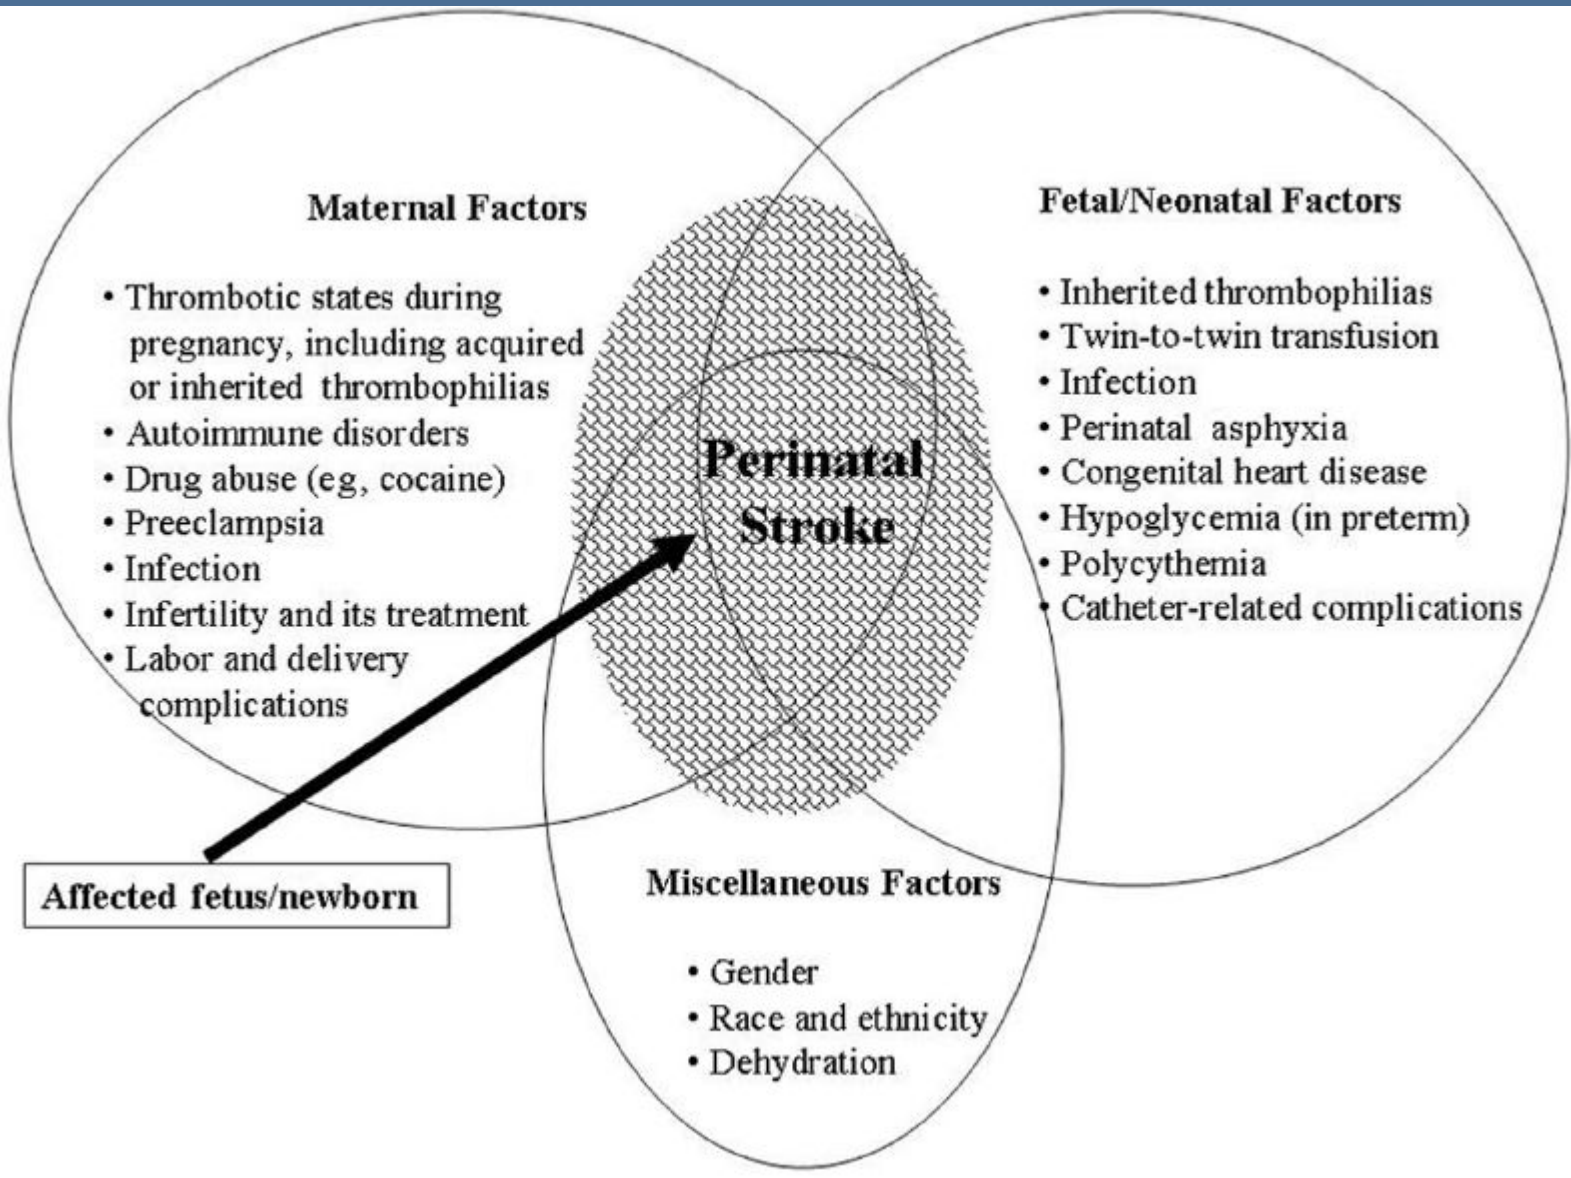 Maternal Factors
• Thrombotic states during
pregnancy, including acquired
or inherited thrombophilias
• Autoimmune disorders
• Drug abuse (eg, cocaine)
• Preeclampsia
• Infection
• Infertility and its treatment
• Labor and delivery
complications
Fetal/Neonatal Factors
• Inherited thrombophilias
• Twin-to-twin transfusion
• Infection
• Perinatal asphyxia
• Congenital heart disease
• Hypoglycemia (in preterm)
• Polycythemia
• Catheter-related complications
Perinatal
Stroke
Affected fetus/newborn
Miscellaneous Factors
• Gender
• Race and ethnicity
• Dehydration